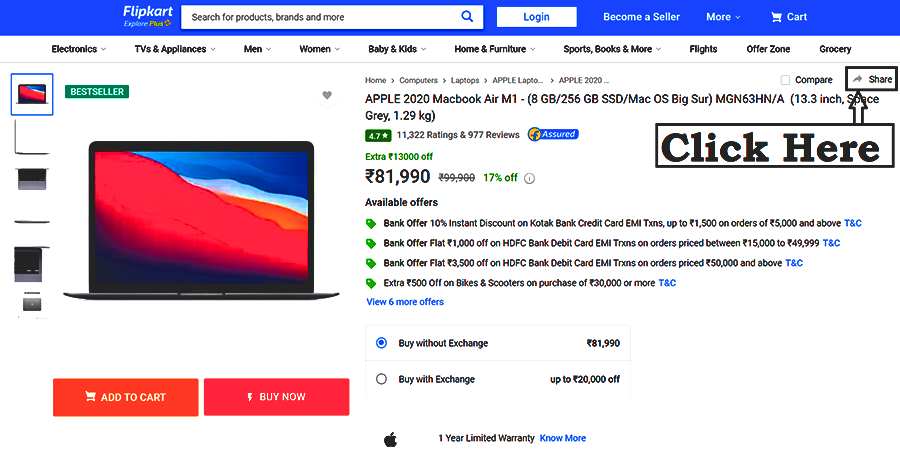 Flipkart
Explore Plus
Search for products, brands and more
Login
Become a Seller
More
Cart
Electronics
TVs & Appliances
Men
Women
Baby & Kids
Home & Furniture
Sports, Books & More
Flights
Offer Zone
Grocery
BESTSELLER
Home > Computers > Laptops > APPLE Lapto... > APPLE 2020 ...
Compare
Share
APPLE 2020 Macbook Air M1 - (8 GB/256 GB SSD/Mac OS Big Sur) MGN63HN/A (13.3 inch, Space
Grey, 1.29 kg)
4.7★ 11,322 Ratings & 977 Reviews Assured
Click Here
Extra ₹13000 off
₹81,990 ₹99,900 17% off
Available offers
Bank Offer 10% Instant Discount on Kotak Bank Credit Card EMI Txns, up to ₹1,500 on orders of ₹5,000 and above T&C
Bank Offer Flat ₹1,000 off on HDFC Bank Debit Card EMI Trxns on orders priced between ₹15,000 to ₹49,999 T&C
Bank Offer Flat ₹3,500 off on HDFC Bank Debit Card EMI Trxns on orders priced ₹50,000 and above T&C
Extra ₹500 Off on Bikes & Scooters on purchase of ₹30,000 or more T&C
View 6 more offers
Buy without Exchange ₹81,990
Buy with Exchange up to ₹20,000 off
ADD TO CART
BUY NOW
1 Year Limited Warranty Know More